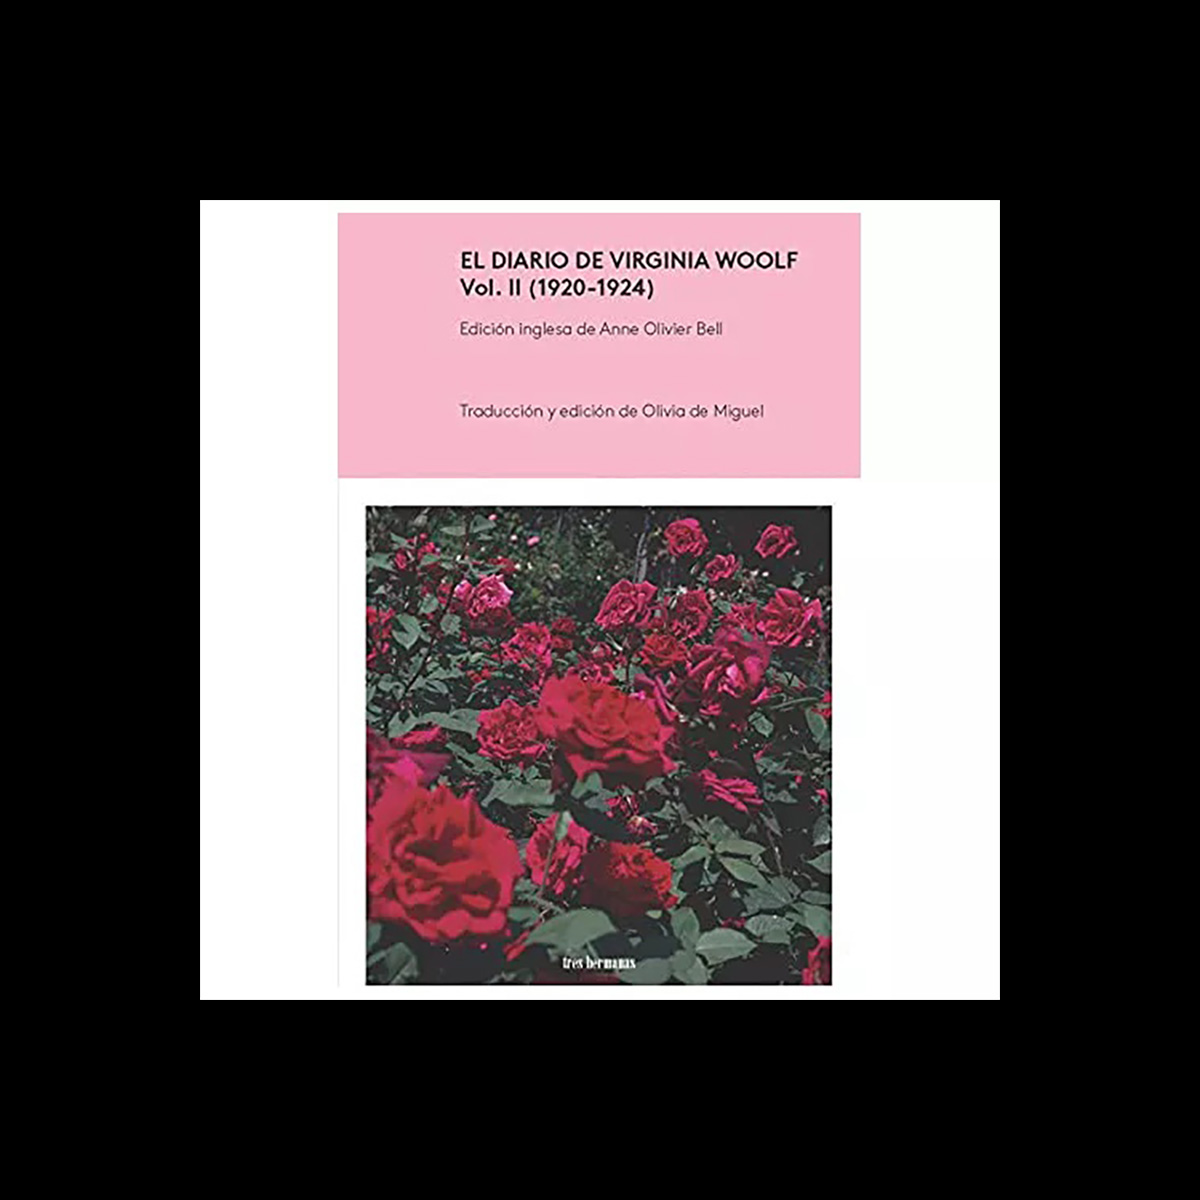 EL DIARIO DE VIRGINIA WOOLF
Vol. II (1920-1924)
Edición inglesa de Anne Olivier Bell
Traducción y edición de Olivia de Miguel
tres hermanas